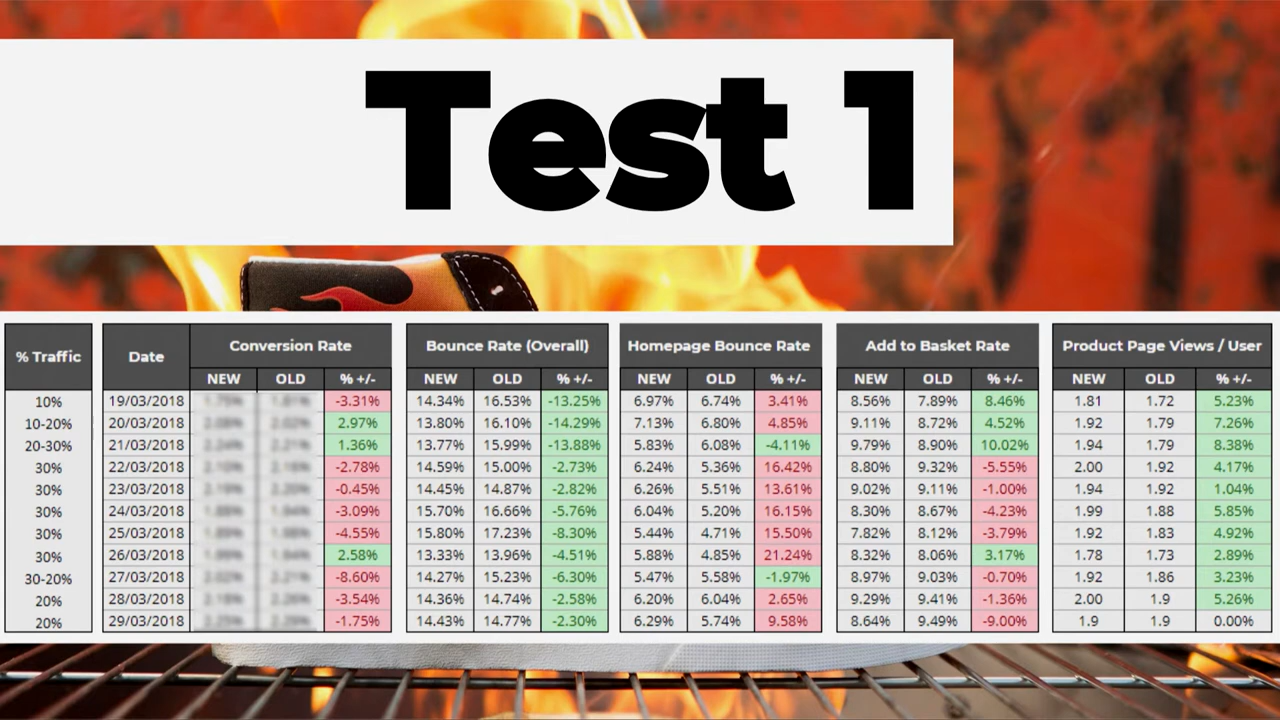 Test 1
% Traffic Date Conversion Rate Bounce Rate (Overall) Homepage Bounce Rate Add to Basket Rate Product Page Views / User
NEW OLD % +/- NEW OLD % +/- NEW OLD % +/- NEW OLD % +/- NEW OLD % +/-
10% 19/03/2018 -3.31% 14.34% 16.53% -13.25% 6.97% 6.74% 3.41% 8.56% 7.89% 8.46% 1.81 1.72 5.23%
10-20% 20/03/2018 2.97% 13.80% 16.10% -14.29% 7.13% 6.80% 4.85% 9.11% 8.72% 4.52% 1.92 1.79 7.26%
20-30% 21/03/2018 1.36% 13.77% 15.99% -13.88% 5.83% 6.08% -4.11% 9.79% 8.90% 10.02% 1.94 1.79 8.38%
30% 22/03/2018 -2.78% 14.59% 15.00% -2.73% 6.24% 5.36% 16.42% 8.80% 9.32% -5.55% 2.00 1.92 4.17%
30% 23/03/2018 -0.45% 14.45% 14.87% -2.82% 6.26% 5.51% 13.61% 9.02% 9.11% -1.00% 1.94 1.92 1.04%
30% 24/03/2018 -3.09% 15.70% 16.66% -5.76% 6.04% 5.20% 16.15% 8.30% 8.67% -4.23% 1.99 1.88 5.85%
30% 25/03/2018 -4.55% 15.80% 17.23% -8.30% 5.44% 4.71% 15.50% 7.82% 8.12% -3.79% 1.92 1.83 4.92%
30% 26/03/2018 2.58% 13.33% 13.96% -4.51% 5.88% 4.85% 21.24% 8.32% 8.06% 3.17% 1.78 1.73 2.89%
30-20% 27/03/2018 -8.60% 14.27% 15.23% -6.30% 5.47% 5.58% -1.97% 8.97% 9.03% -0.70% 1.92 1.86 3.23%
20% 28/03/2018 -3.54% 14.36% 14.74% -2.58% 6.20% 6.04% 2.65% 9.29% 9.41% -1.36% 2.00 1.9 5.26%
20% 29/03/2018 -1.75% 14.43% 14.77% -2.30% 6.29% 5.74% 9.58% 8.64% 9.49% -9.00% 1.9 1.9 0.00%